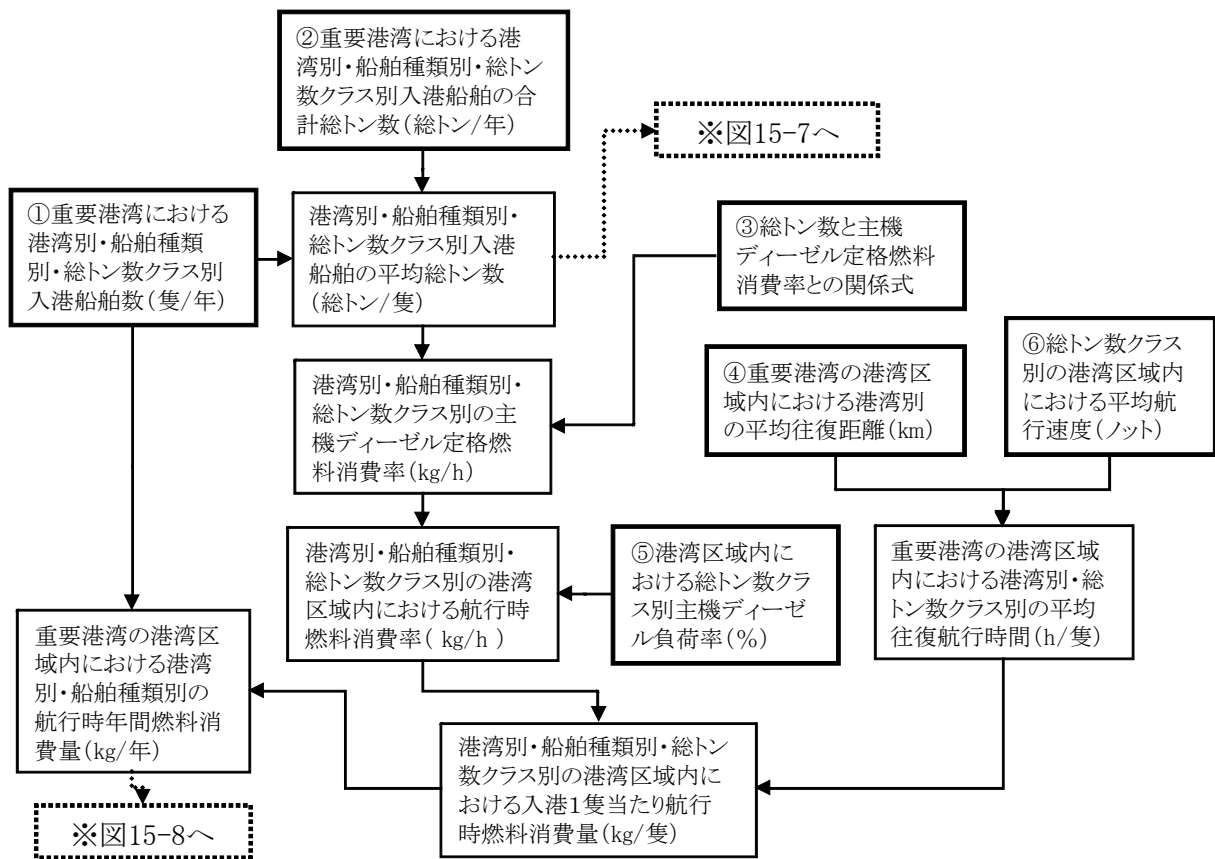 ②重要港湾における港
湾別・船舶種類別・総トン
数クラス別入港船舶の合
計総トン数(総トン/年)
※図15-7へ
①重要港湾における
港湾別・船舶種類
別・総トン数クラス別
入港船舶数(隻/年)
港湾別・船舶種類別・
総トン数クラス別入港
船舶の平均総トン数
(総トン/隻)
③総トン数と主機
ディーゼル定格燃料
消費率との関係式
港湾別・船舶種類別・
総トン数クラス別の主
機ディーゼル定格燃
料消費率(kg/h)
④重要港湾の港湾区
域内における港湾別
の平均往復距離(km)
⑥総トン数クラス
別の港湾区域内
における平均航
行速度(ノット)
港湾別・船舶種類別・
総トン数クラス別の港湾
区域内における航行時
燃料消費率( kg/h )
⑤港湾区域内に
おける総トン数クラ
ス別主機ディーゼ
ル負荷率(%)
重要港湾の港湾区域
内における港湾別・総
トン数クラス別の平均
往復航行時間(h/隻)
重要港湾の港湾区
域内における港湾
別・船舶種類別の
航行時年間燃料消
費量(kg/年)
港湾別・船舶種類別・総トン
数クラス別の港湾区域内に
おける入港1隻当たり航行
時燃料消費量(kg/隻)
※図15-8へ